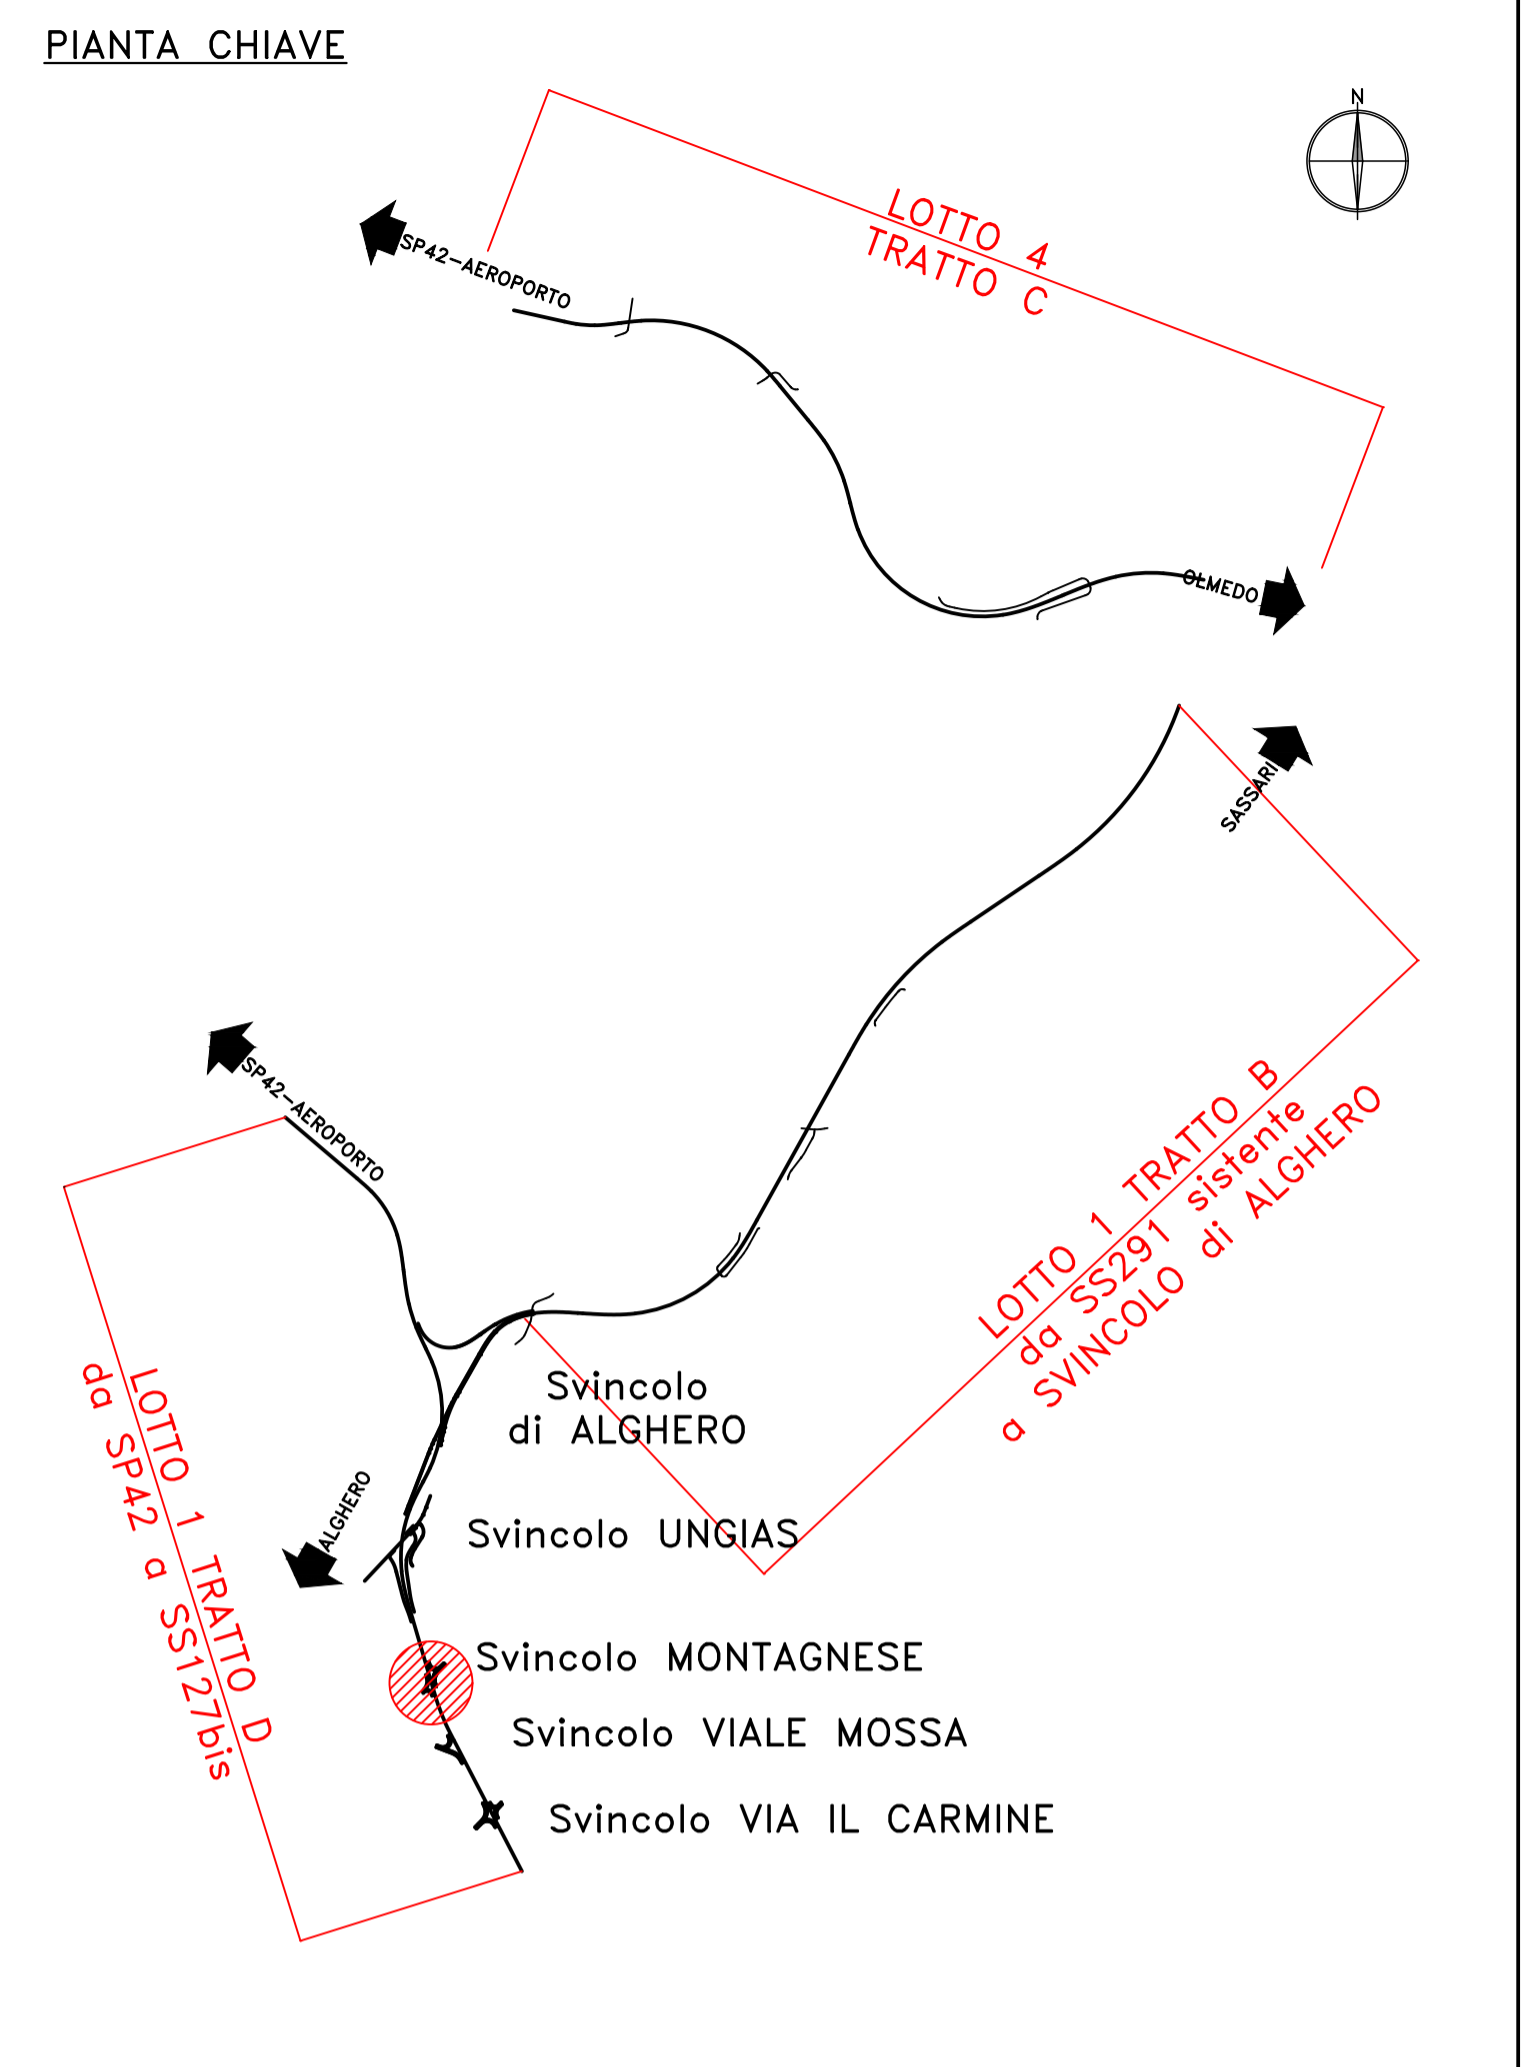 PIANTA CHIAVE
N
LOTTO 4
TRATTO C
SP42-AEROPORTO
OLMEDO
SASSARI
SP42-AEROPORTO
LOTTO 1 TRATTO B
da SS291 sistente
a SVINCOLO di ALGHERO
Svincolo
di ALGHERO
LOTTO 1 TRATTO D
da SP42 a SS127bis
ALGHERO
Svincolo UNGIAS
Svincolo MONTAGNESE
Svincolo VIALE MOSSA
Svincolo VIA IL CARMINE